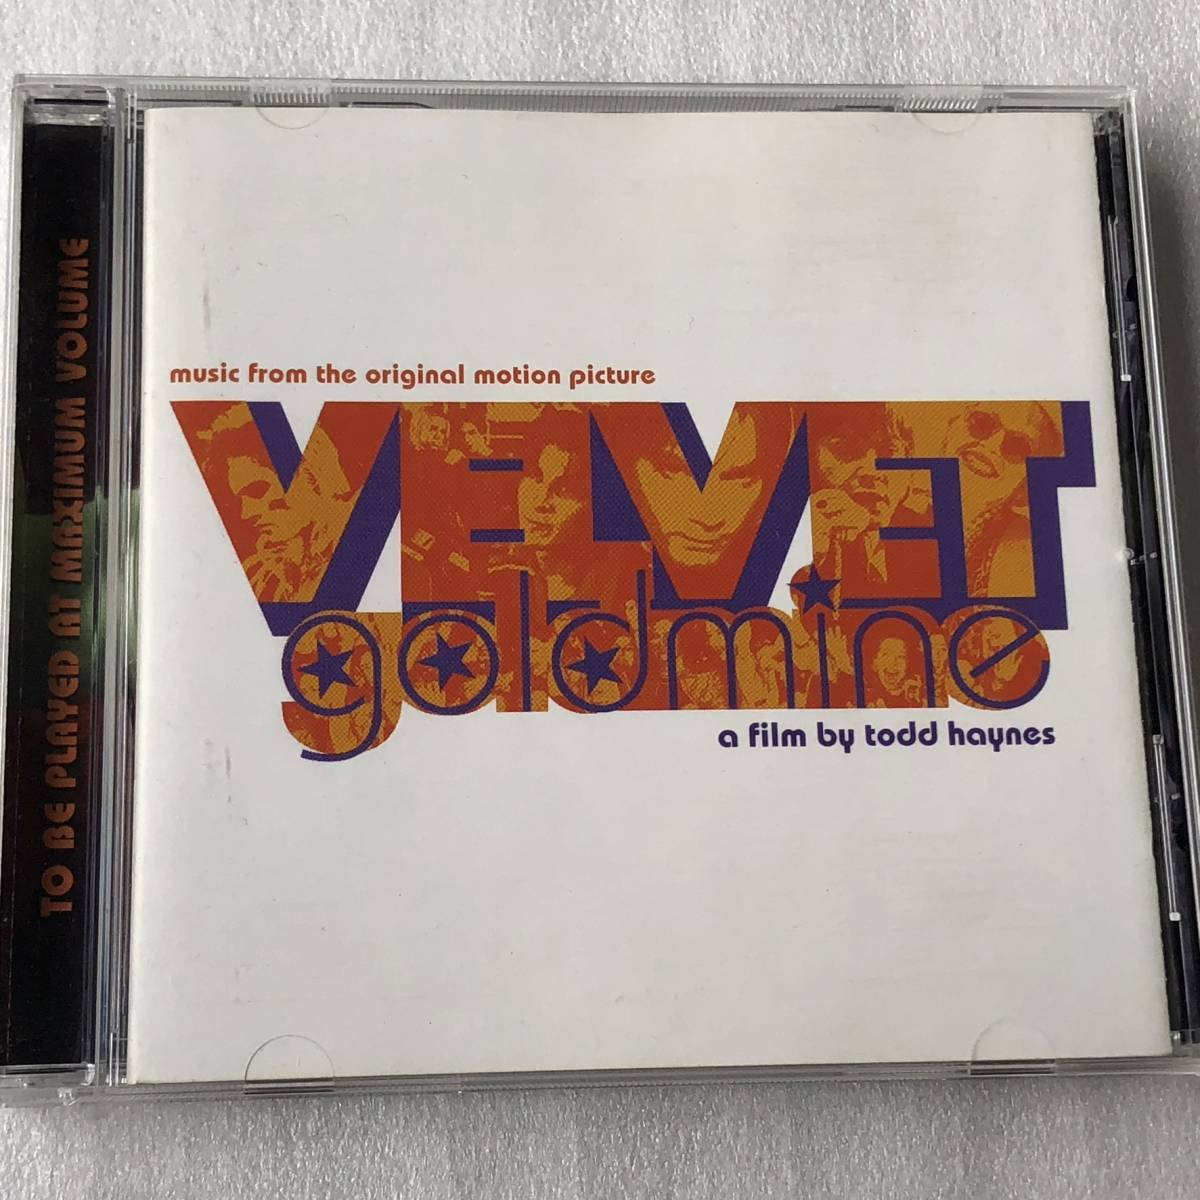 TO BE PLAYED AT MAXIMUM VOLUME
music from the original motion picture
VELVET
goldmine
a film by todd haynes